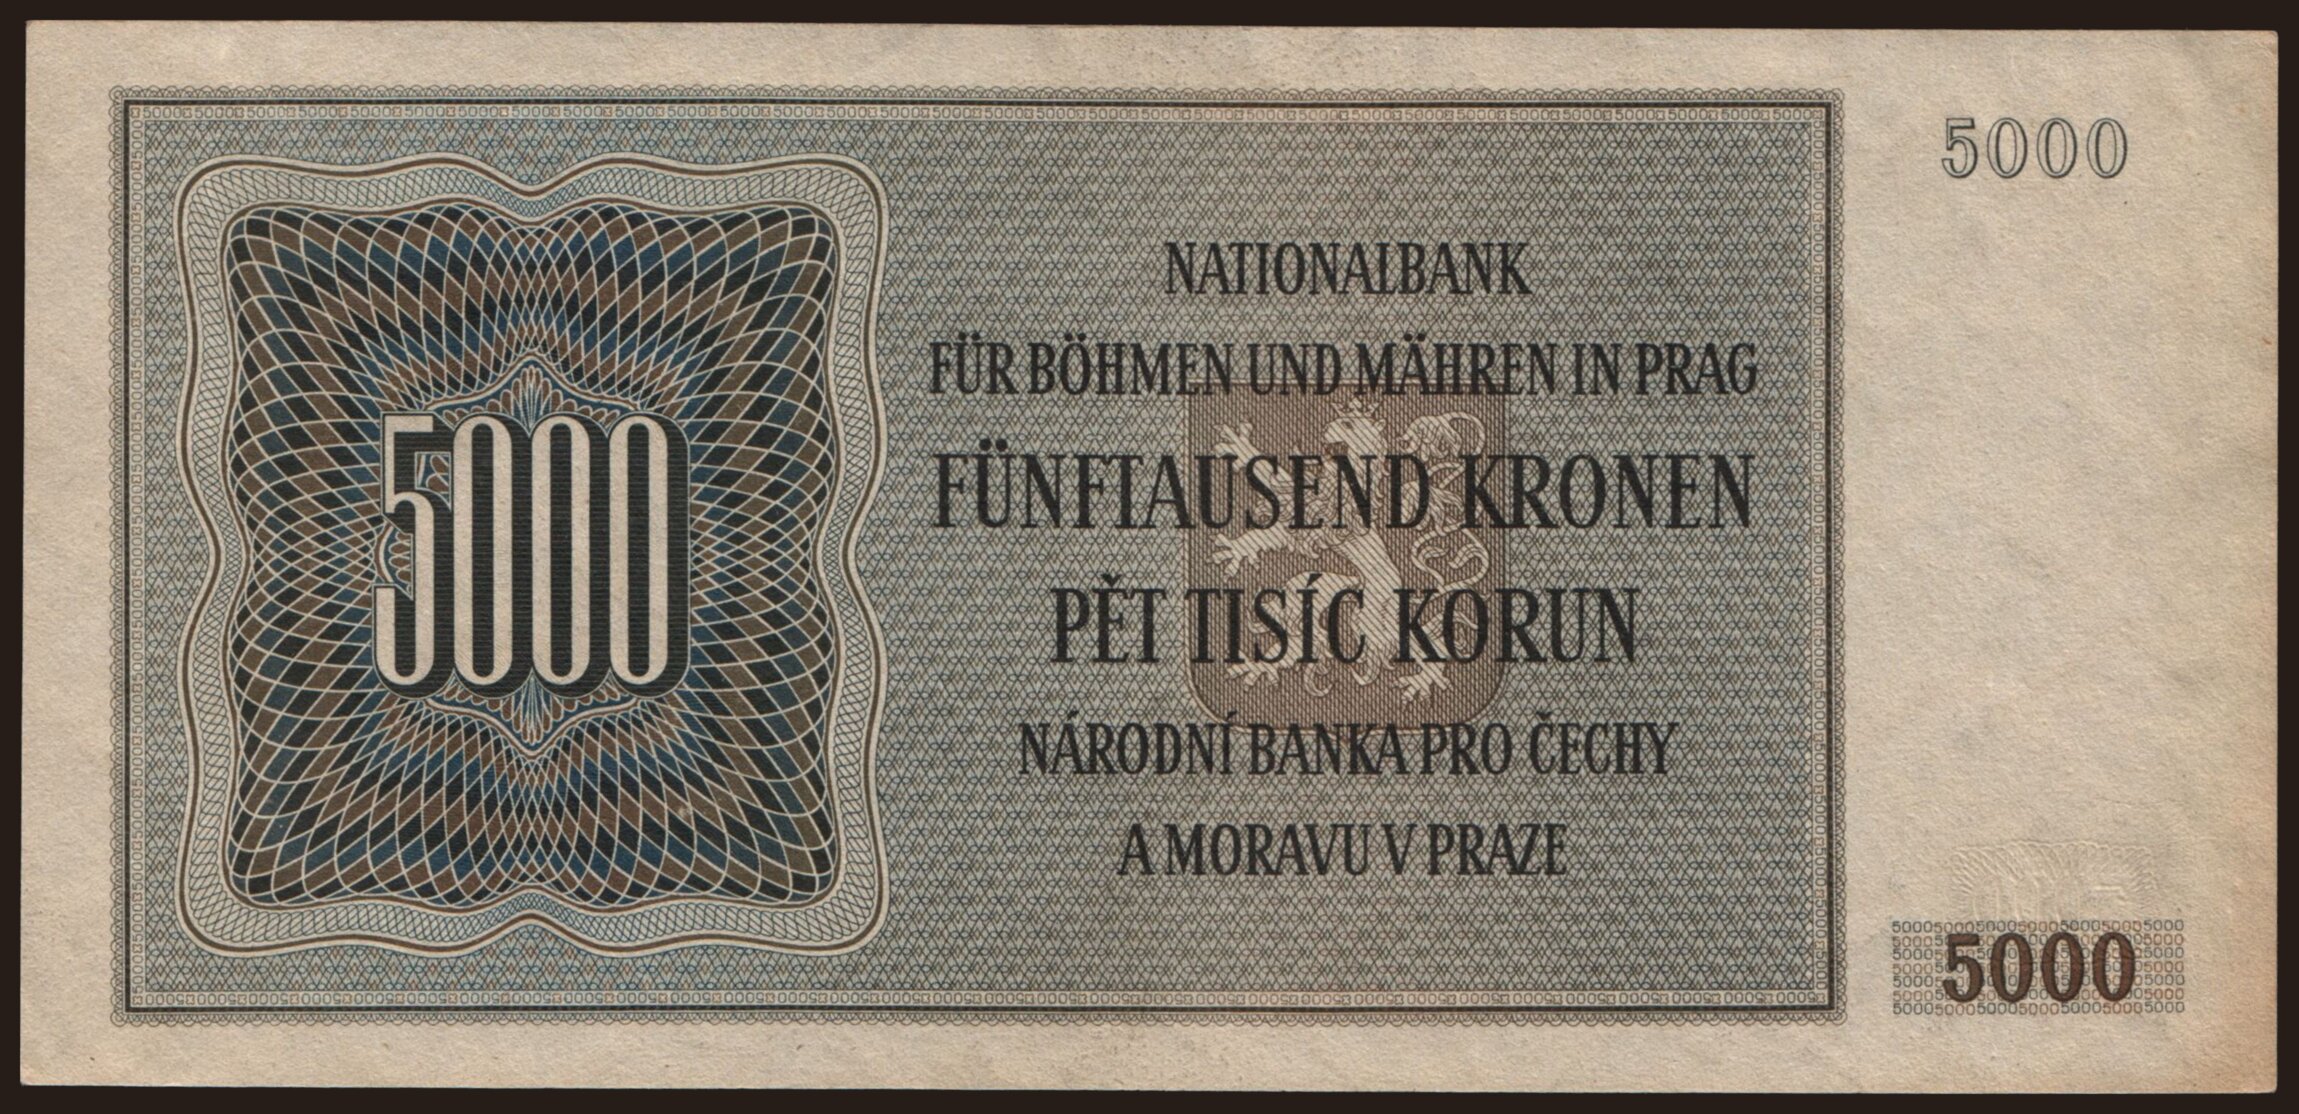 5000
NATIONALBANK
FÜR BÖHMEN UND MÄHREN IN PRAG
FÜNFTAUSEND KRONEN
5000
PĚT TISÍC KORUN
NÁRODNÍ BANKA PRO ČECHY
A MORAVU V PRAZE
5000